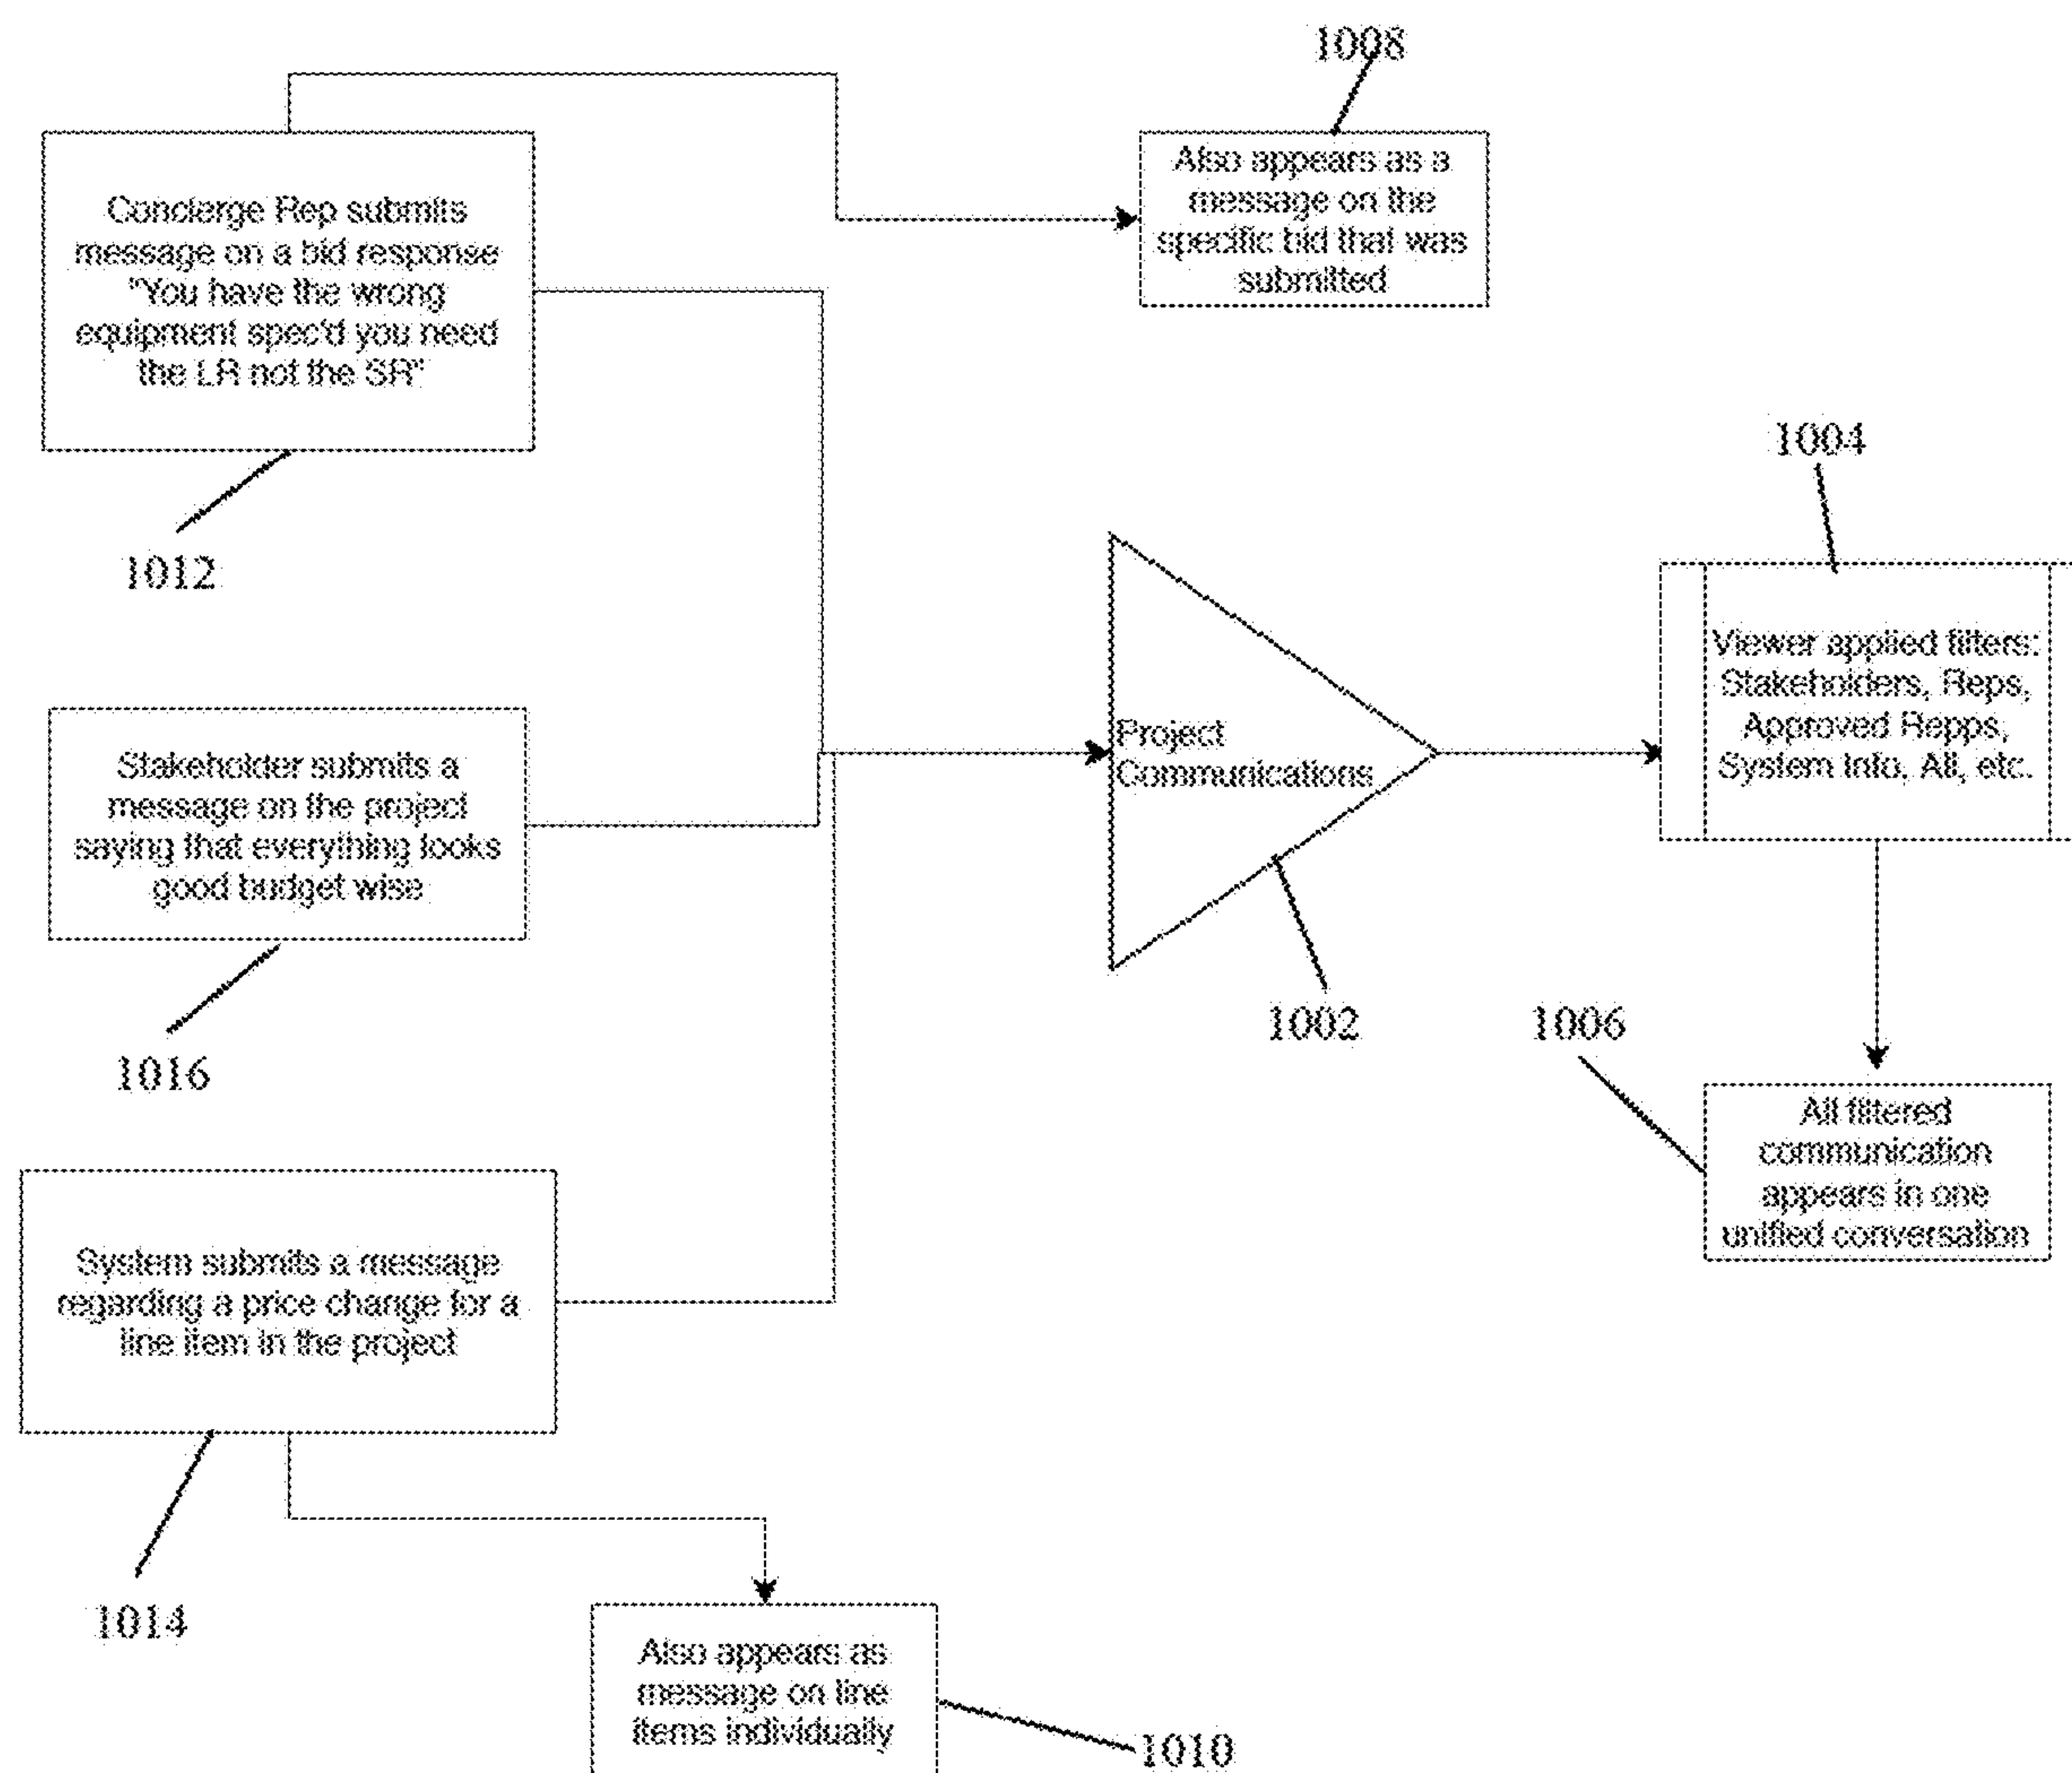 1008
Concierge Rep submits
message on a bid response
"You have the wrong
equipment spec'd you need
the LR not the SR"
Also appears as a
message on the
specific bid that was
submitted
1012
1004
Viewer applied filters:
Stakeholders, Reps,
Approved Repps,
System Info, All, etc.
Stakeholder submits a
message on the project
saying that everything looks
good budget wise
Project
Communications
1016
1002
1006
All filtered
communication
appears in one
unified conversation
System submits a message
regarding a price change for a
line item in the project
1014
Also appears as
message on line
items individually
1010